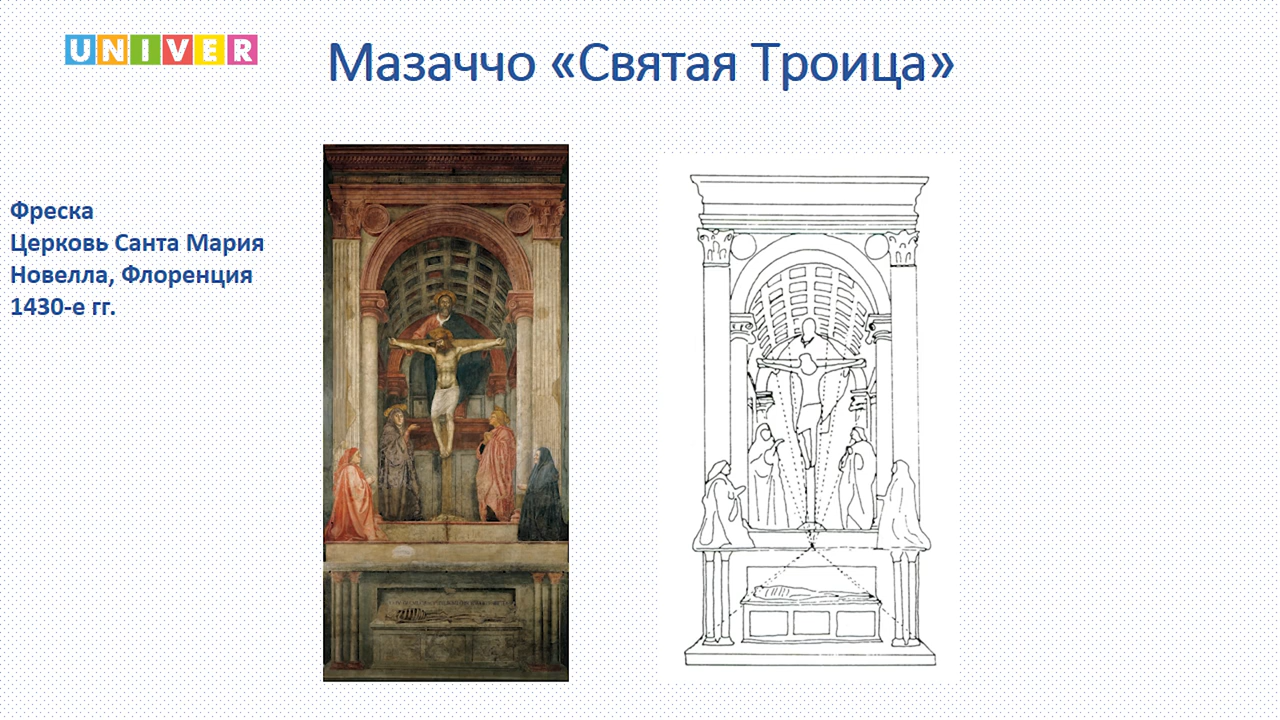 UNIVER
Мазаччо «Святая Троица»
Фреска
Церковь Санта Мария
Новелла, Флоренция
1430-е гг.